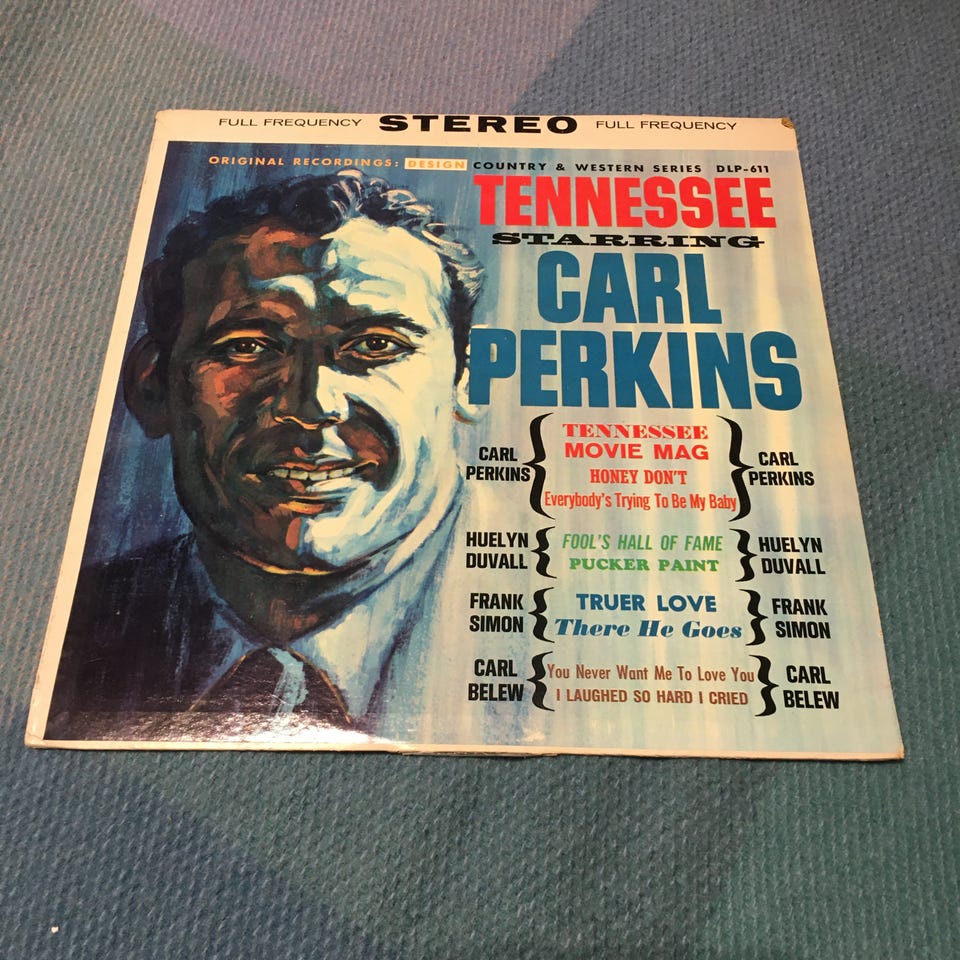 FULL FREQUENCY STEREO FULL FREQUENCY
ORIGINAL RECORDINGS: DESIGN COUNTRY & WESTERN SERIES DLP-611
TENNESSEE
STARRING
CARL
PERKINS
CARL PERKINS { TENNESSEE } CARL PERKINS
MOVIE MAG
HONEY DON'T
Everybody's Trying To Be My Baby
HUELYN DUVALL { FOOL'S HALL OF FAME } HUELYN DUVALL
PUCKER PAINT
FRANK SIMON { TRUER LOVE } FRANK SIMON
There He Goes
CARL BELEW { You Never Want Me To Love You } CARL BELEW
I LAUGHED SO HARD I CRIED